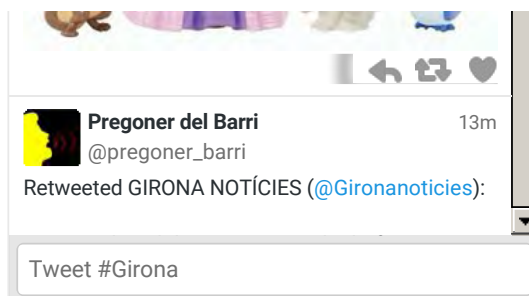 Pregoner del Barri 13m
@pregoner_barri
Retweeted GIRONA NOTÍCIES (@Gironanoticies):
Tweet #Girona